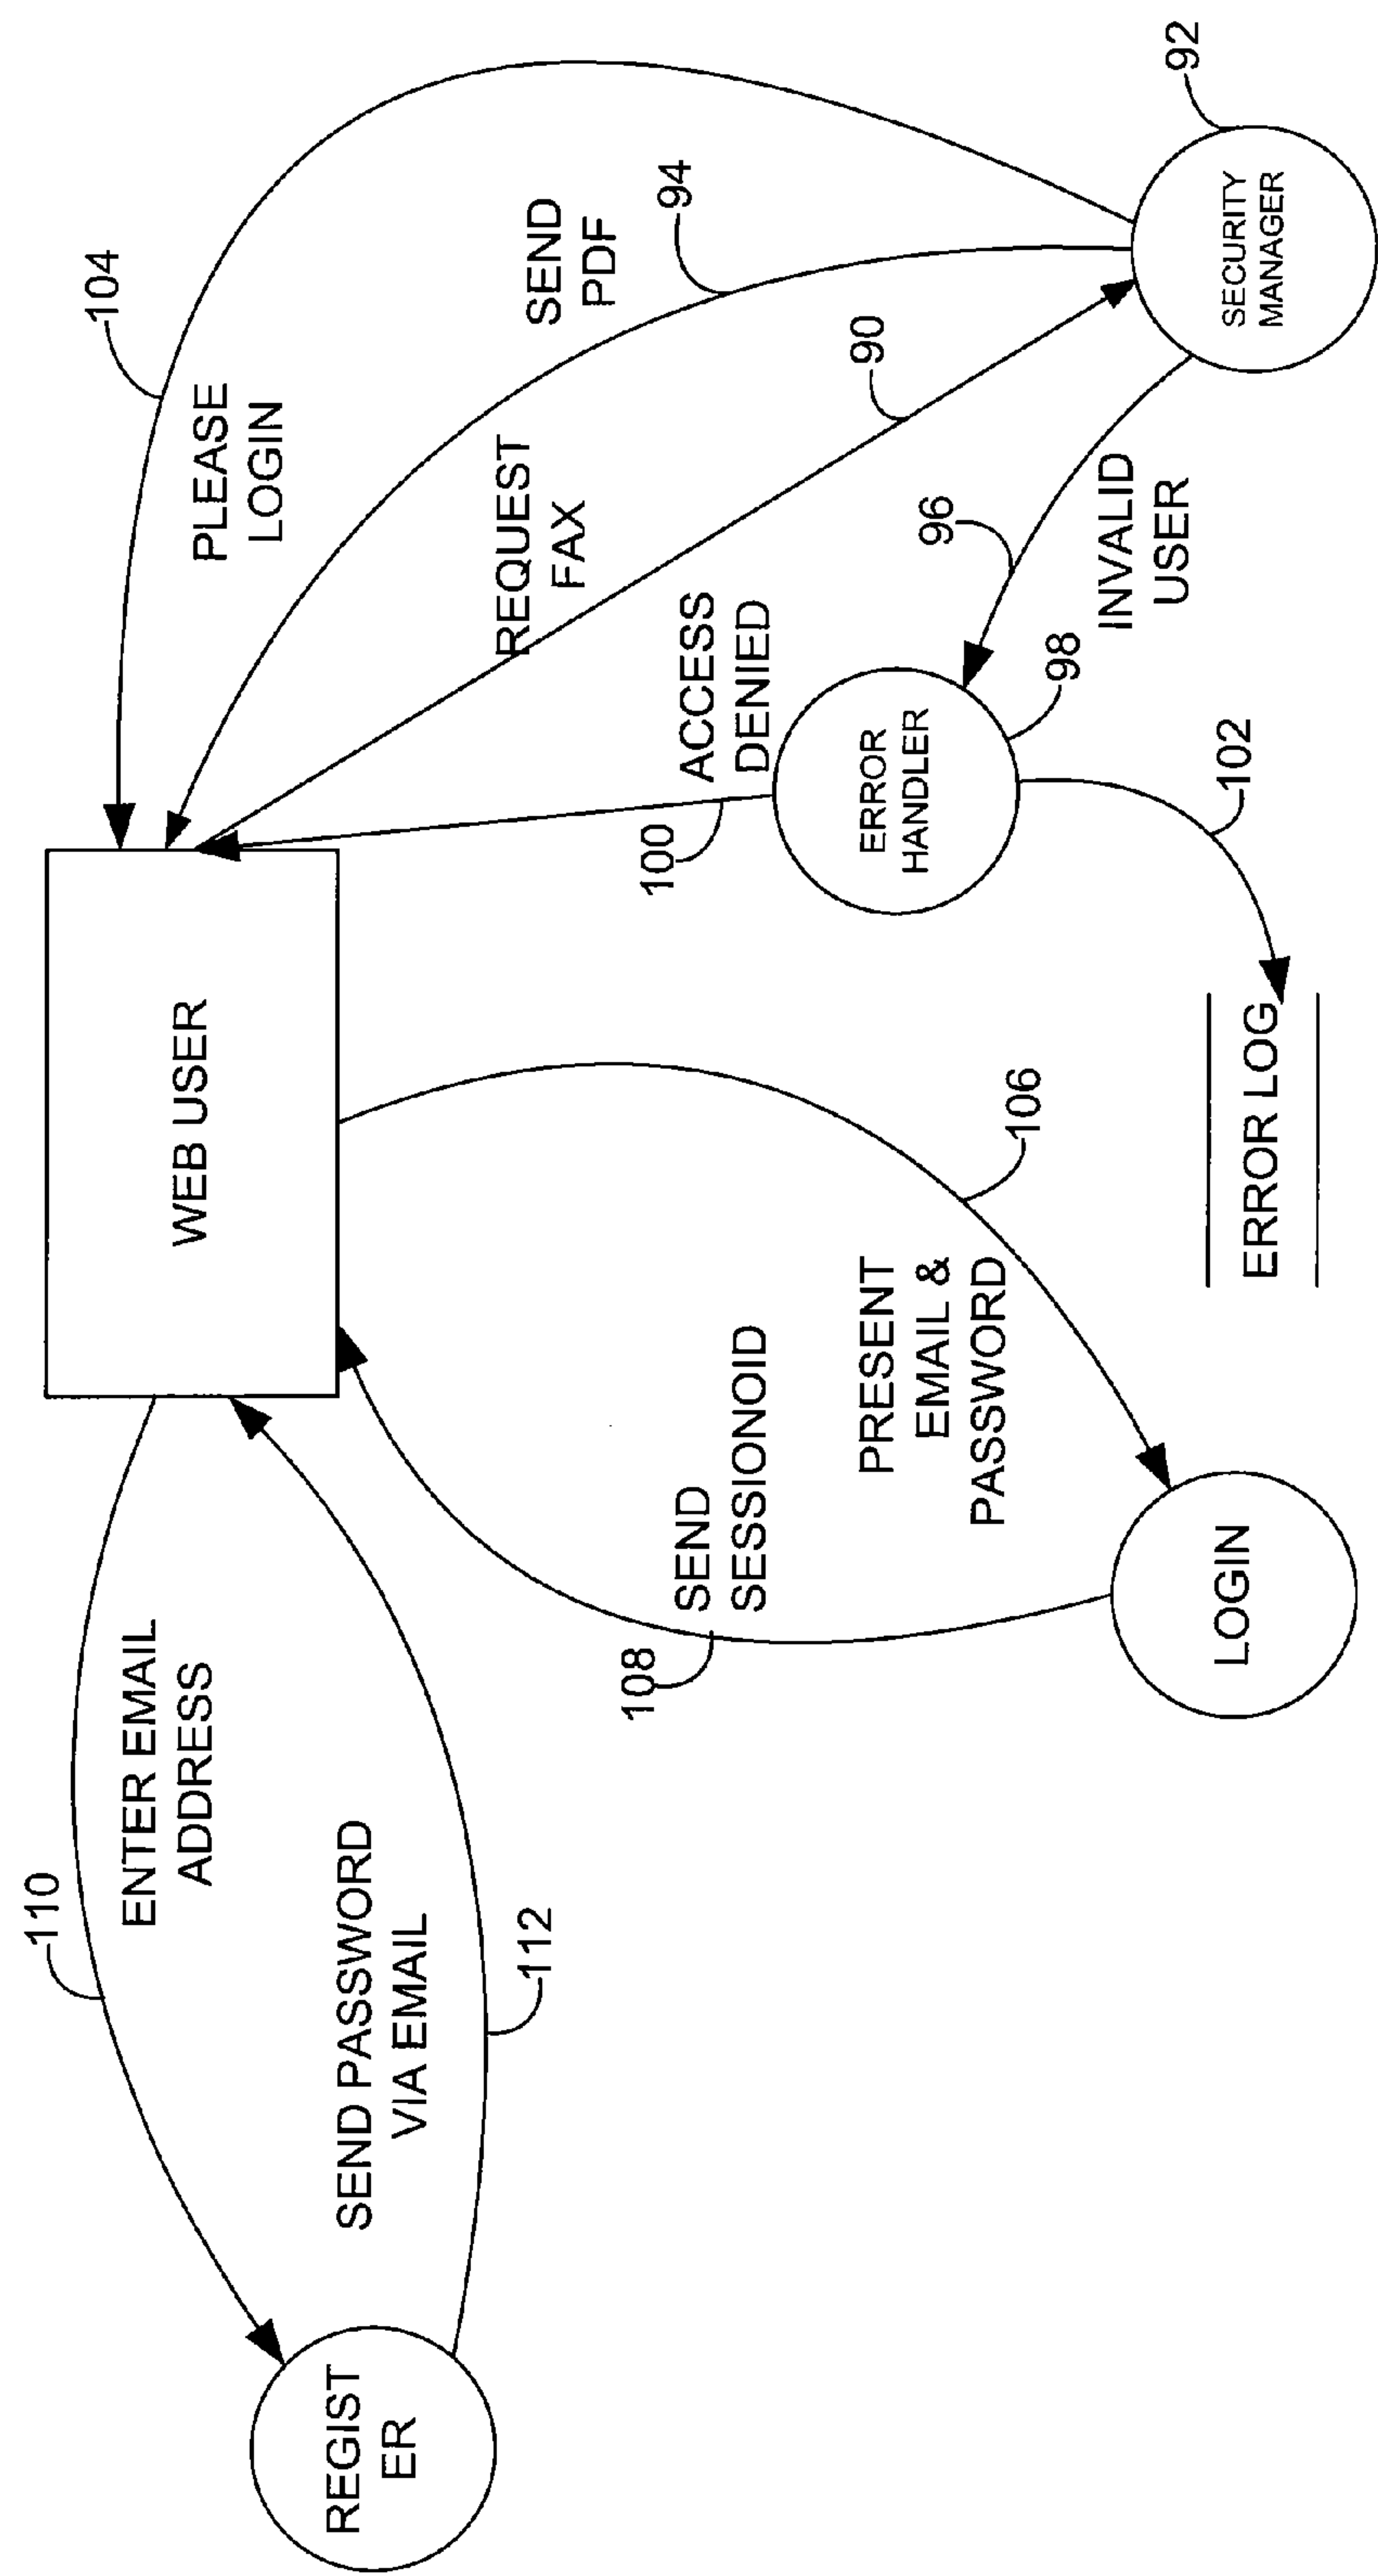 110
ENTER EMAIL
ADDRESS
SEND PASSWORD
VIA EMAIL
112
REGIST
ER
WEB USER
108
SEND
SESSIONOID
PRESENT
EMAIL &
PASSWORD
106
LOGIN
104
PLEASE
LOGIN
SEND
PDF
94
REQUEST
FAX
90
ACCESS
DENIED
100
ERROR
HANDLER
98
96
INVALID
USER
102
ERROR LOG
SECURITY
MANAGER
92